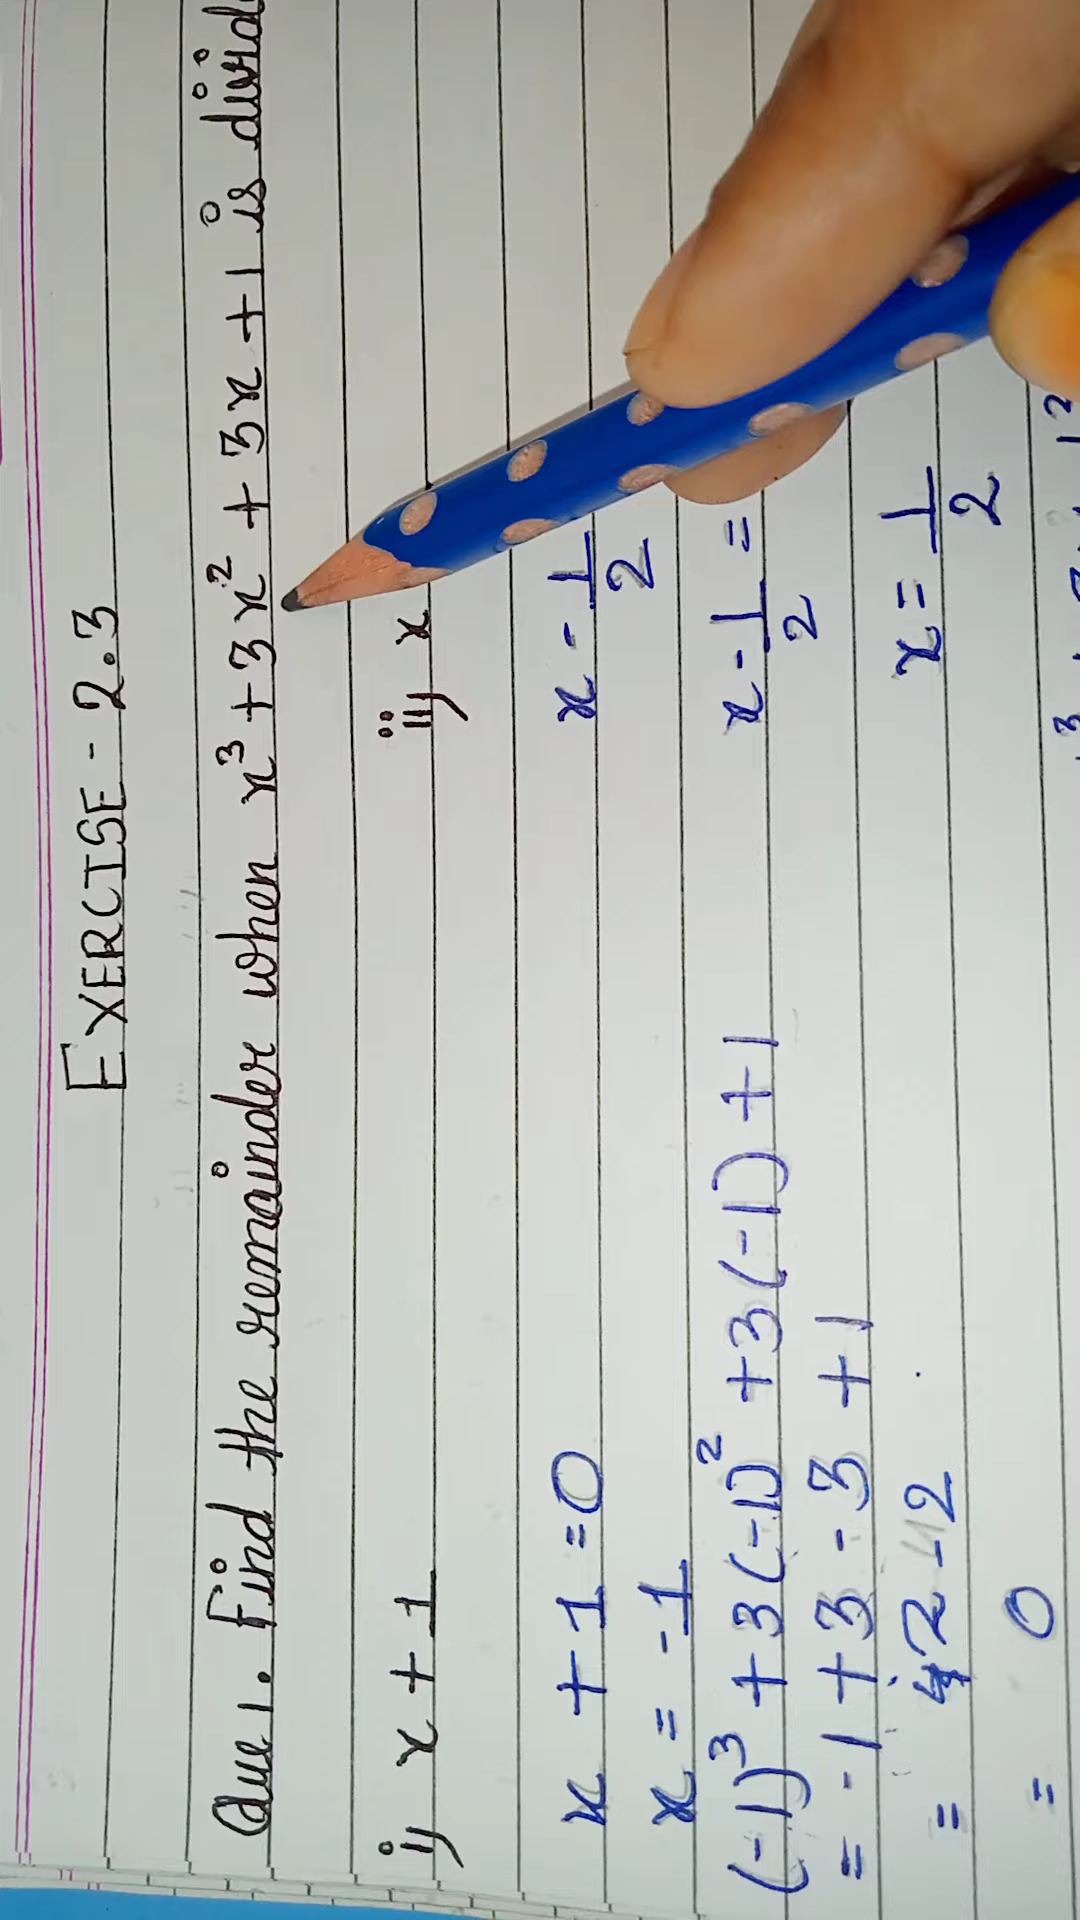 EXERCISE - 2.3
Que 1. Find the remainder when x³ + 3x² + 3x + 1 is divid
i) x + 1
ii) x
x + 1 = 0
x - 1/2
x = -1
(-1)³ + 3(-1)² + 3(-1) + 1
x - 1/2 =
= -1 + 3 - 3 + 1
x = 1/2
= 2 - 2
= 0